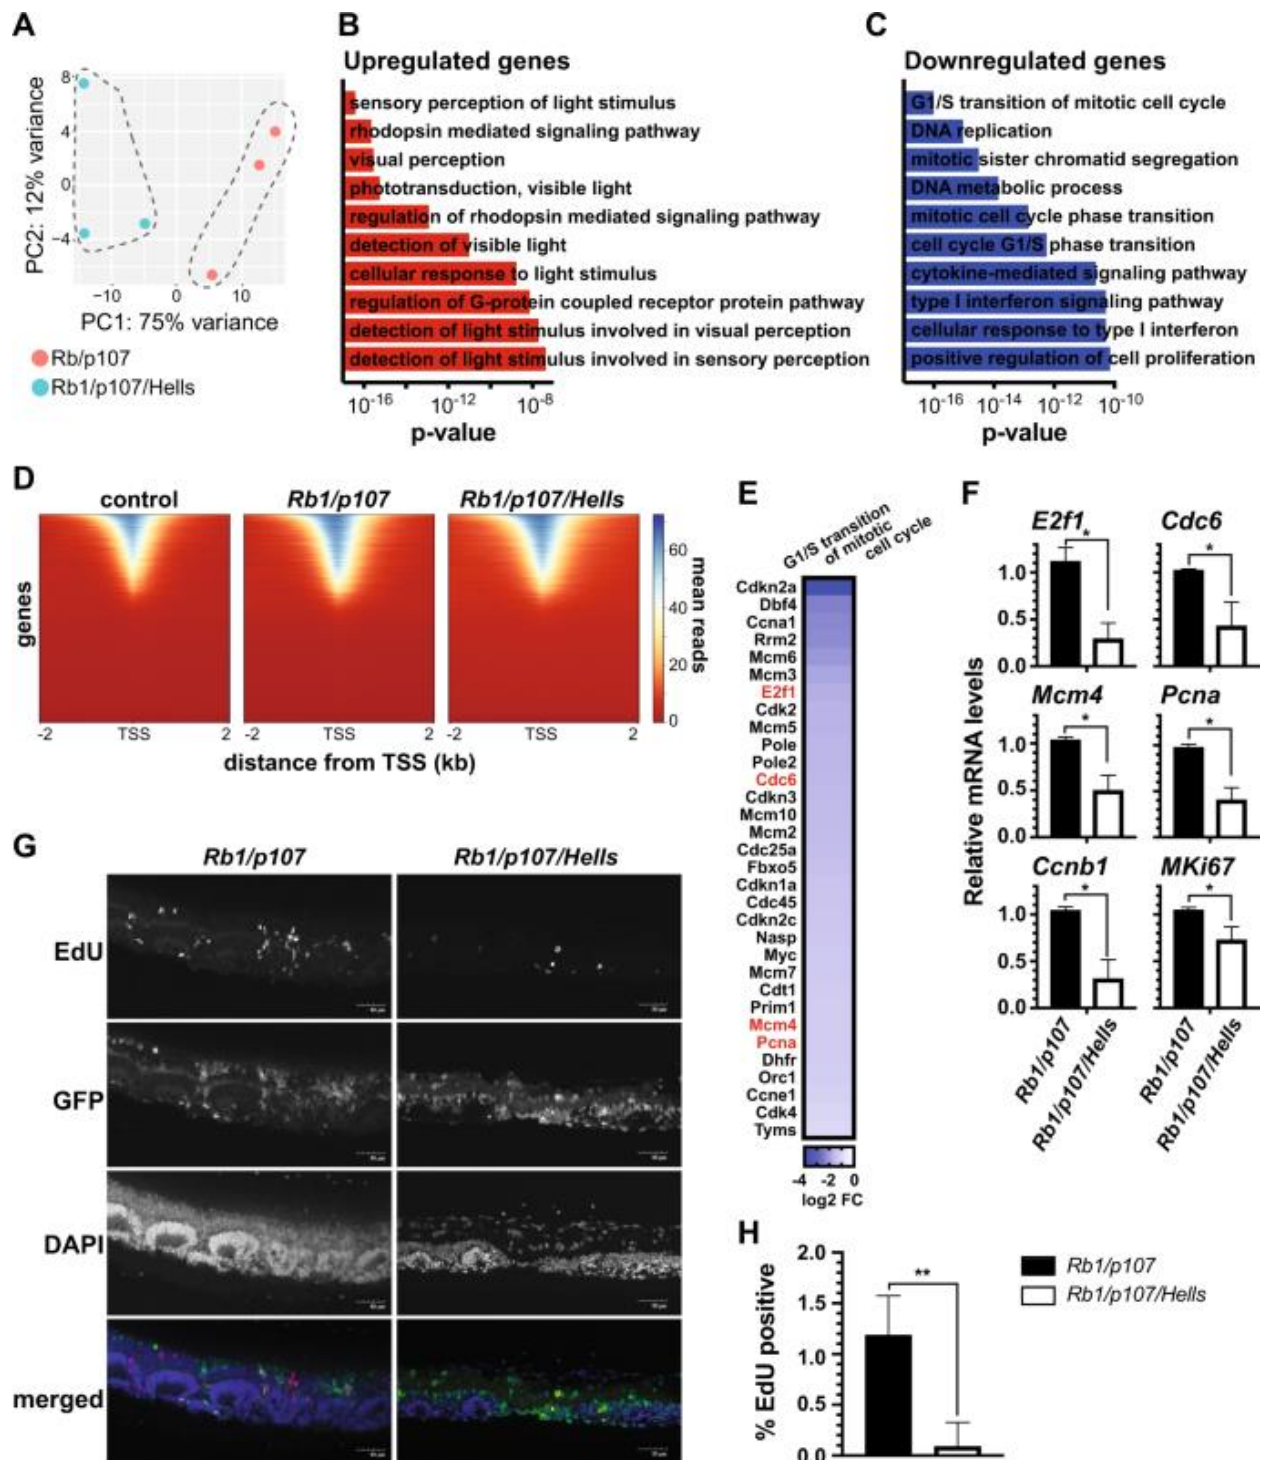 A
B
C
Upregulated genes
Downregulated genes
8
4
0
−4
PC2: 12% variance
−10
0
10
PC1: 75% variance
Rb/p107
Rb1/p107/Hells
sensory perception of light stimulus
rhodopsin mediated signaling pathway
visual perception
phototransduction, visible light
regulation of rhodopsin mediated signaling pathway
detection of visible light
cellular response to light stimulus
regulation of G-protein coupled receptor protein pathway
detection of light stimulus involved in visual perception
detection of light stimulus involved in sensory perception
10-16
10-12
10-8
p-value
G1/S transition of mitotic cell cycle
DNA replication
mitotic sister chromatid segregation
DNA metabolic process
mitotic cell cycle phase transition
cell cycle G1/S phase transition
cytokine-mediated signaling pathway
type I interferon signaling pathway
cellular response to type I interferon
positive regulation of cell proliferation
10-16
10-14
10-12
10-10
p-value
D
control
Rb1/p107
Rb1/p107/Hells
genes
-2
TSS
2
-2
TSS
2
-2
TSS
2
distance from TSS (kb)
60
40
20
0
mean reads
E
G1/S transition
of mitotic
cell cycle
Cdkn2a
Dbf4
Ccna1
Rrm2
Mcm6
Mcm3
E2f1
Cdk2
Mcm5
Pole
Pole2
Cdc6
Cdkn3
Mcm10
Mcm2
Cdc25a
Fbxo5
Cdkn1a
Cdc45
Cdkn2c
Nasp
Myc
Mcm7
Cdt1
Prim1
Mcm4
Pcna
Dhfr
Orc1
Ccne1
Cdk4
Tyms
-4
-2
0
log2 FC
F
Relative mRNA levels
E2f1
*
1.0
0.5
0.0
Cdc6
*
Mcm4
*
1.0
0.5
0.0
Pcna
*
Ccnb1
*
1.0
0.5
0.0
MKi67
*
Rb1/p107
Rb1/p107/Hells
Rb1/p107
Rb1/p107/Hells
G
Rb1/p107
Rb1/p107/Hells
EdU
GFP
DAPI
merged
H
% EdU positive
2.0
1.5
1.0
0.5
0.0
**
Rb1/p107
Rb1/p107/Hells